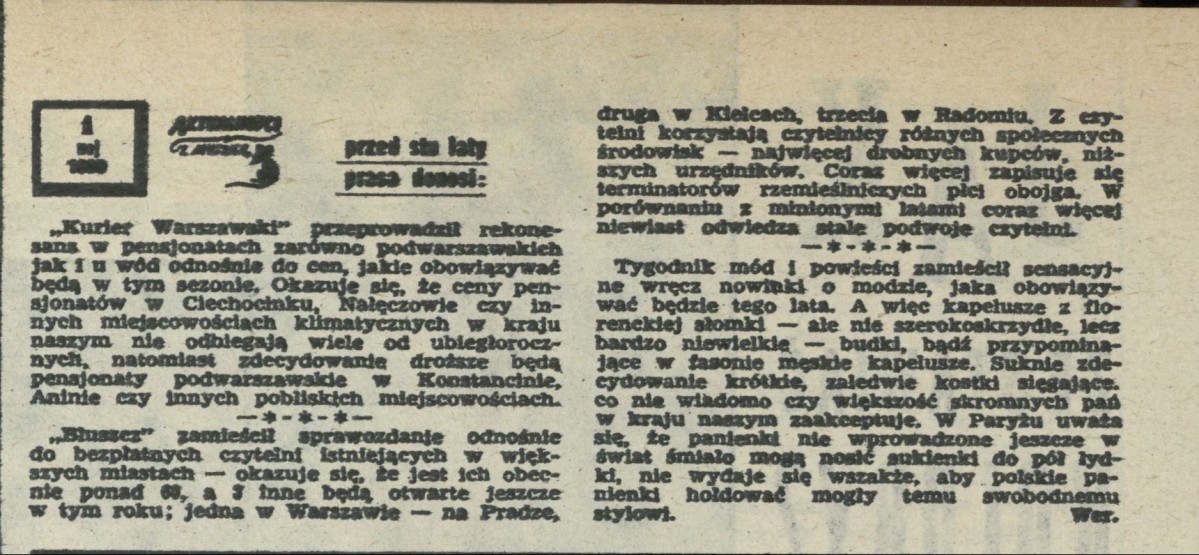 1
maj
AKTUALNOŚCI
przed stu laty
prasa donosi:
„Kurier Warszawski" przeprowadził rekone-
sans w pensjonatach zarówno podwarszawskich
jak i u wód odnośnie do cen, jakie obowiązywać
będą w tym sezonie. Okazuje się, że ceny pen-
sjonatów w Ciechocinku, Nałęczowie czy in-
nych miejscowościach klimatycznych w kraju
naszym nie odbiegają wiele od ubiegłorocz-
nych, natomiast zdecydowanie droższe będą
pensjonaty podwarszawskie w Konstancinie,
Aninie czy innych pobliskich miejscowościach.
—*-*-*—
„Bluszcz" zamieścił sprawozdanie odnośnie
do bezpłatnych czytelni istniejących w więk-
szych miastach — okazuje się, że jest ich obec-
nie ponad 60, a 3 inne będą otwarte jeszcze
w tym roku; jedna w Warszawie — na Pradze,
druga w Kielcach, trzecia w Radomiu. Z czy-
telni korzystają czytelnicy różnych społecznych
środowisk — najwięcej drobnych kupców, niż-
szych urzędników. Coraz więcej zapisuje się
terminatorów rzemieślniczych płci obojga. W
porównaniu z minionymi latami coraz więcej
niewiast odwiedza stale podwoje czytelni.
—*-*-*—
Tygodnik mód i powieści zamieścił sensacyj-
ne wręcz nowinki o modzie, jaka obowiązy-
wać będzie tego lata. A więc kapelusze z flo-
renckiej słomki — ale nie szerokoskrzydłe, lecz
bardzo niewielkie — budki, bądź przypomina-
jące w fasonie męskie kapelusze. Suknie zde-
cydowanie krótkie, zaledwie kostki sięgające.
co nie wiadomo czy większość skromnych pań
w kraju naszym zaakceptuje. W Paryżu uważa
się, że panienki nie wprowadzone jeszcze w
świat śmiało mogą nosić sukienki do pół łyd-
ki, nie wydaje się wszakże, aby polskie pa-
nienki hołdować mogły temu swobodnemu
stylowi.
Wer.